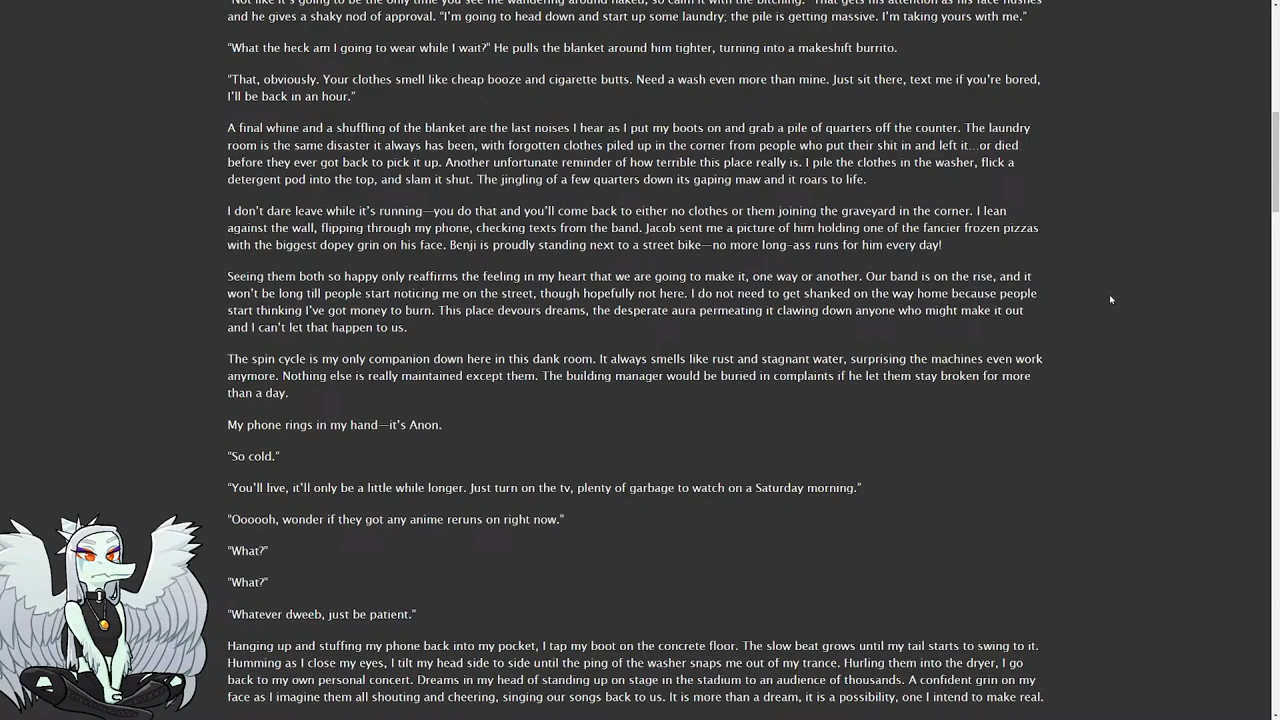 "Not like it's going to be the only time you see me wandering around naked, so calm it with the bitching." That gets his attention as his face flushes
and he gives a shaky nod of approval. "I'm going to head down and start up some laundry; the pile is getting massive. I'm taking yours with me."
"What the heck am I going to wear while I wait?" He pulls the blanket around him tighter, turning into a makeshift burrito.
"That, obviously. Your clothes smell like cheap booze and cigarette butts. Need a wash even more than mine. Just sit there, text me if you're bored,
I'll be back in an hour."
A final whine and a shuffling of the blanket are the last noises I hear as I put my boots on and grab a pile of quarters off the counter. The laundry
room is the same disaster it always has been, with forgotten clothes piled up in the corner from people who put their shit in and left it…or died
before they ever got back to pick it up. Another unfortunate reminder of how terrible this place really is. I pile the clothes in the washer, flick a
detergent pod into the top, and slam it shut. The jingling of a few quarters down its gaping maw and it roars to life.
I don't dare leave while it's running—you do that and you'll come back to either no clothes or them joining the graveyard in the corner. I lean
against the wall, flipping through my phone, checking texts from the band. Jacob sent me a picture of him holding one of the fancier frozen pizzas
with the biggest dopey grin on his face. Benji is proudly standing next to a street bike—no more long-ass runs for him every day!
Seeing them both so happy only reaffirms the feeling in my heart that we are going to make it, one way or another. Our band is on the rise, and it
won't be long till people start noticing me on the street, though hopefully not here. I do not need to get shanked on the way home because people
start thinking I've got money to burn. This place devours dreams, the desperate aura permeating it clawing down anyone who might make it out
and I can't let that happen to us.
The spin cycle is my only companion down here in this dank room. It always smells like rust and stagnant water, surprising the machines even work
anymore. Nothing else is really maintained except them. The building manager would be buried in complaints if he let them stay broken for more
than a day.
My phone rings in my hand—it's Anon.
"So cold."
"You'll live, it'll only be a little while longer. Just turn on the tv, plenty of garbage to watch on a Saturday morning."
"Oooooh, wonder if they got any anime reruns on right now."
"What?"
"What?"
"Whatever dweeb, just be patient."
Hanging up and stuffing my phone back into my pocket, I tap my boot on the concrete floor. The slow beat grows until my tail starts to swing to it.
Humming as I close my eyes, I tilt my head side to side until the ping of the washer snaps me out of my trance. Hurling them into the dryer, I go
back to my own personal concert. Dreams in my head of standing up on stage in the stadium to an audience of thousands. A confident grin on my
face as I imagine them all shouting and cheering, singing our songs back to us. It is more than a dream, it is a possibility, one I intend to make real.